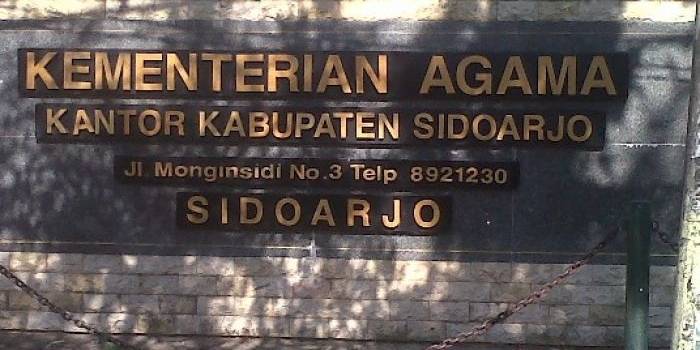 KEMENTERIAN AGAMA
KANTOR KABUPATEN SIDOARJO
Jl. Monginsidi No.3 Telp 8921230
SIDOARJO